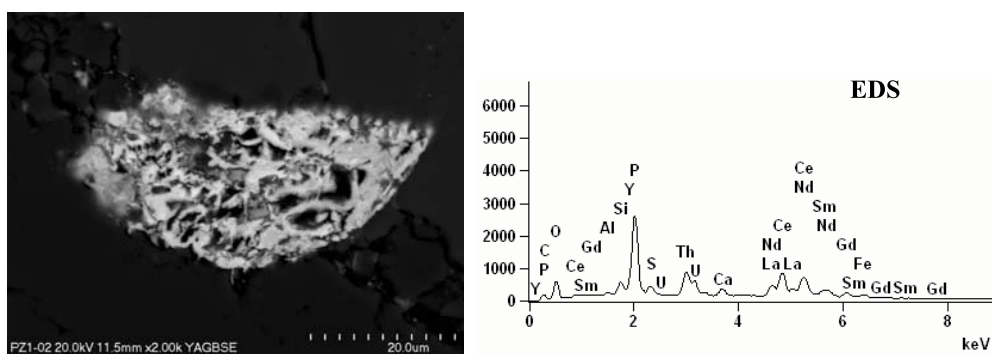 PZ1-02 20.0kV 11.5mm x2.00k YAGBSE
20.0um
EDS
6000
5000
4000
3000
2000
1000
0
Y
C
P
O
Ce
Sm
Gd
Al
Si
Y
P
S
U
Th
U
Ca
Nd
La
Ce
La
Ce
Nd
Sm
Nd
Gd
Sm
Fe
Gd
Sm
Gd
0 2 4 6 8
keV